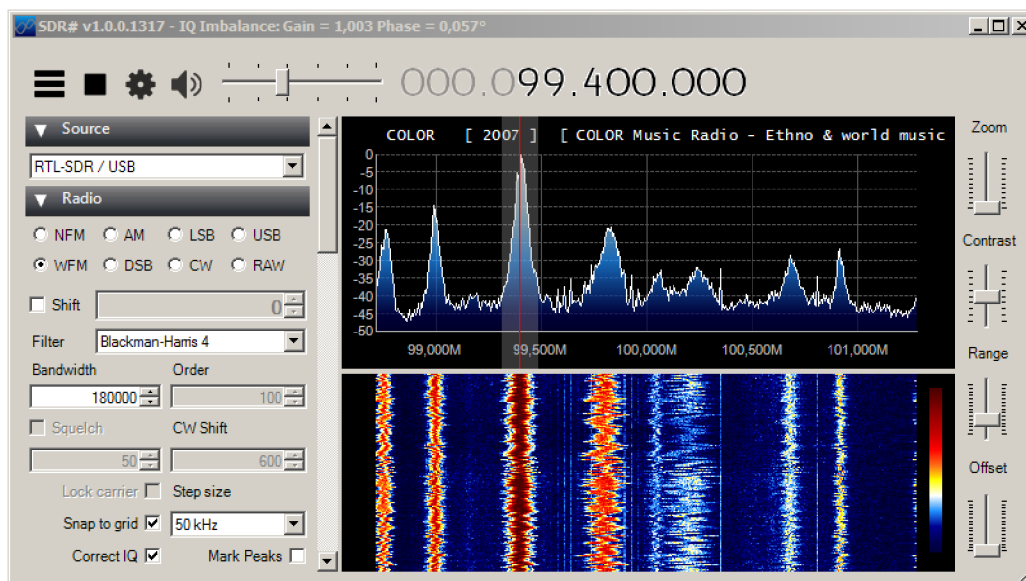 SDR# v1.0.0.1317 - IQ Imbalance: Gain = 1,003 Phase = 0,057°
000.099.400.000
Source
RTL-SDR / USB
Radio
NFM AM LSB USB
WFM DSB CW RAW
Shift 0
Filter Blackman-Harris 4
Bandwidth Order
180000 100
Squelch CW Shift
50 600
Lock carrier Step size
Snap to grid 50 kHz
Correct IQ Mark Peaks
COLOR [ 2007 ] [ COLOR Music Radio - Ethno & world music
0
-5
-10
-15
-20
-25
-30
-35
-40
-45
-50
99,000M 99,500M 100,000M 100,500M 101,000M
Zoom
Contrast
Range
Offset